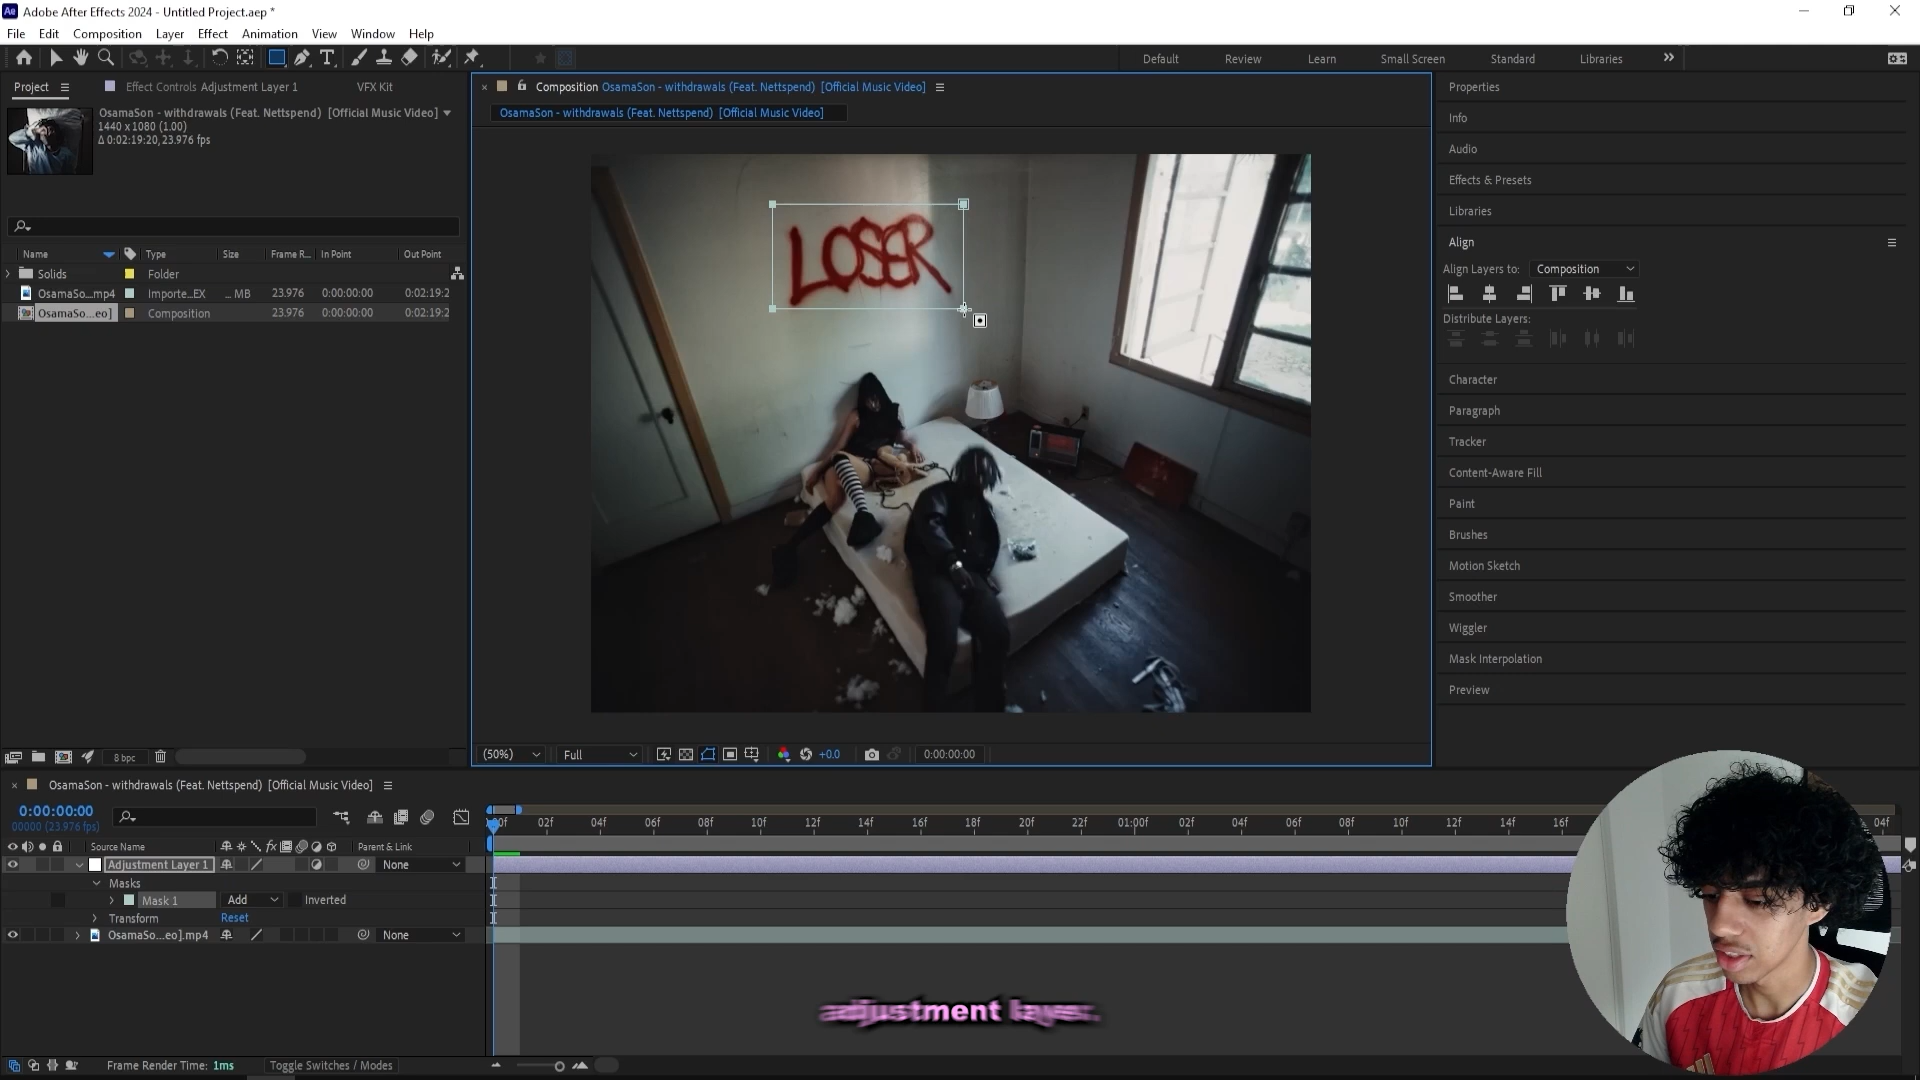 Ae Adobe After Effects 2024 - Untitled Project.aep *
File Edit Composition Layer Effect Animation View Window Help
Default Review Learn Small Screen Standard Libraries
Project Effect Controls Adjustment Layer 1 VFX Kit
OsamaSon - withdrawals (Feat. Nettspend) [Official Music Video]
1440 x 1080 (1.00)
Δ 0:02:19:20, 23.976 fps
Name Type Size Frame R... In Point Out Point
Solids Folder
OsamaSo....mp4 Importe...EX ... MB 23.976 0:00:00:00 0:02:19:2
OsamaSo...eo] Composition 23.976 0:00:00:00 0:02:19:2
8 bpc
Composition OsamaSon - withdrawals (Feat. Nettspend) [Official Music Video]
OsamaSon - withdrawals (Feat. Nettspend) [Official Music Video]
LOSER
(50%) Full +0.0 0:00:00:00
Properties
Info
Audio
Effects & Presets
Libraries
Align
Align Layers to: Composition
Distribute Layers:
Character
Paragraph
Tracker
Content-Aware Fill
Paint
Brushes
Motion Sketch
Smoother
Wiggler
Mask Interpolation
Preview
OsamaSon - withdrawals (Feat. Nettspend) [Official Music Video]
0:00:00:00
00000 (23.976 fps)
:00f 02f 04f 06f 08f 10f 12f 14f 16f 18f 20f 22f 01:00f 02f 04f 06f 08f 10f 12f 14f 16f 04f
Source Name Parent & Link
Adjustment Layer 1 None
Masks
Mask 1 Add Inverted
Transform Reset
OsamaSo...eo].mp4 None
adjustment layer.
Frame Render Time: 1ms Toggle Switches / Modes